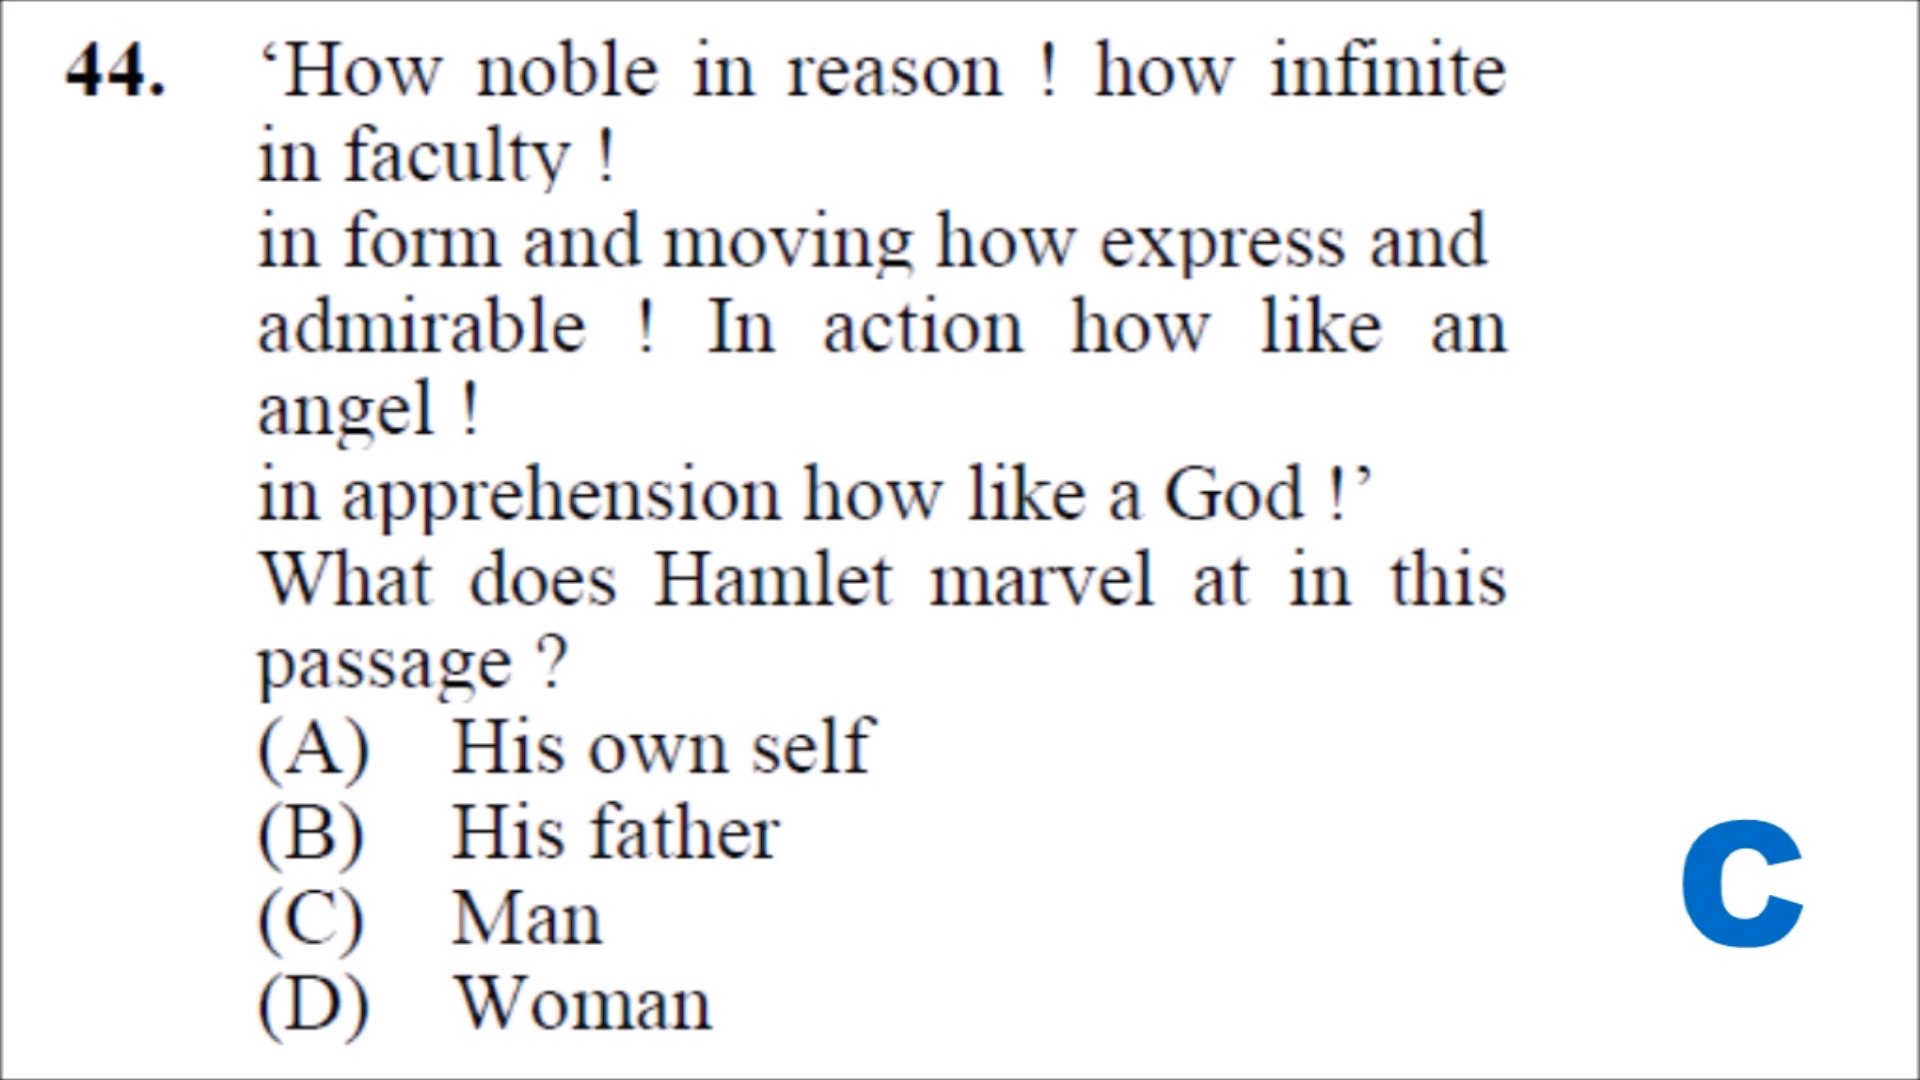 44. ‘How noble in reason ! how infinite
in faculty !
in form and moving how express and
admirable ! In action how like an
angel !
in apprehension how like a God !’
What does Hamlet marvel at in this
passage ?
(A) His own self
(B) His father
(C) Man
(D) Woman
C